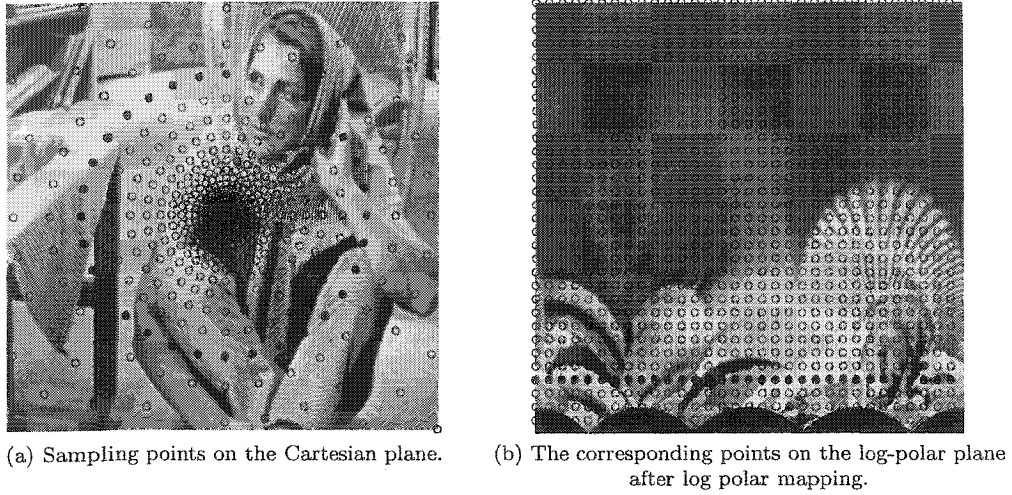 (a) Sampling points on the Cartesian plane.
(b) The corresponding points on the log-polar plane
after log polar mapping.